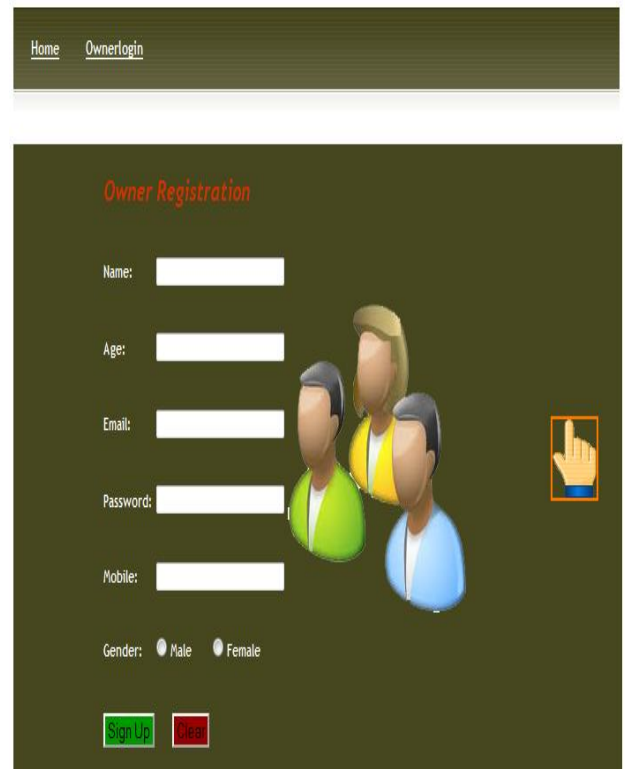 Home Ownerlogin
Owner Registration
Name:
Age:
Email:
Password:
Mobile:
Gender: Male Female
Sign Up Clear